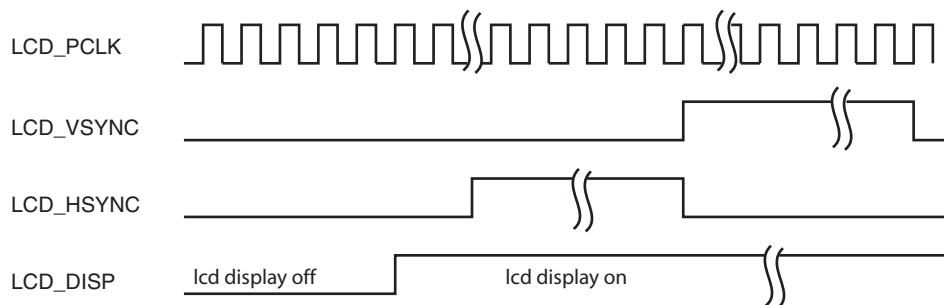 LCD_PCLK
LCD_VSYNC
LCD_HSYNC
LCD_DISP lcd display off lcd display on